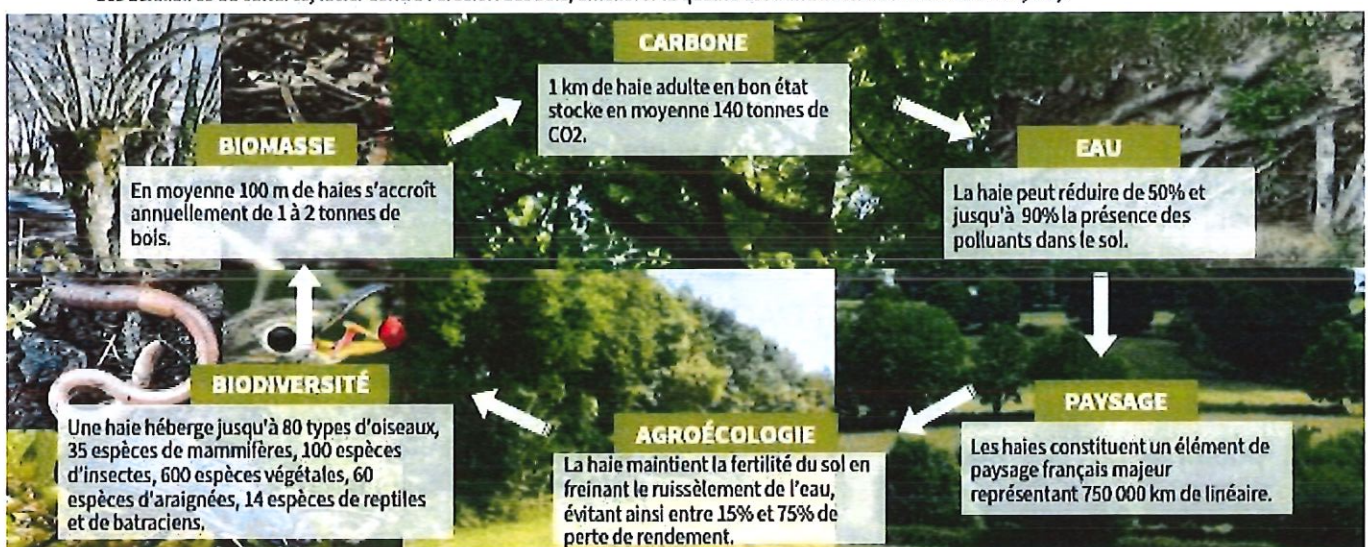 CARBONE
1 km de haie adulte en bon état
stocke en moyenne 140 tonnes de
CO2.
EAU
La haie peut réduire de 50% et
jusqu'à 90% la présence des
polluants dans le sol.
PAYSAGE
Les haies constituent un élément de
paysage français majeur
représentant 750 000 km de linéaire.
AGROÉCOLOGIE
La haie maintient la fertilité du sol en
freinant le ruissèlement de l'eau,
évitant ainsi entre 15% et 75% de
perte de rendement.
BIODIVERSITÉ
Une haie héberge jusqu'à 80 types d'oiseaux,
35 espèces de mammifères, 100 espèces
d'insectes, 600 espèces végétales, 60
espèces d'araignées, 14 espèces de reptiles
et de batraciens.
BIOMASSE
En moyenne 100 m de haies s'accroît
annuellement de 1 à 2 tonnes de
bois.